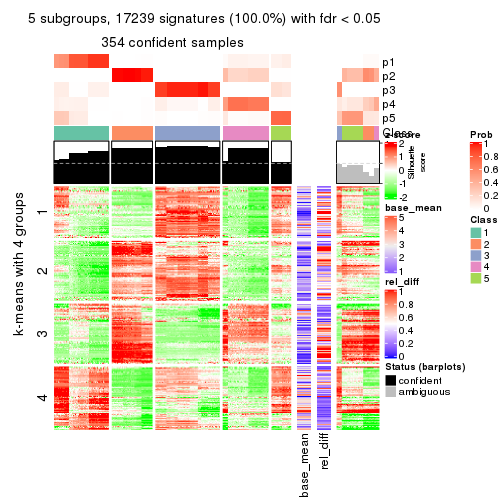 5 subgroups, 17239 signatures (100.0%) with fdr < 0.05
354 confident samples
p1
p2
p3
p4
p5
Class
z-score
2
1
0
-1
-2
Silhouette
score
base_mean
5
4
3
2
1
rel_diff
1
0.8
0.6
0.4
0.2
0
Status (barplots)
confident
ambiguous
Prob
1
0.8
0.6
0.4
0.2
0
Class
1
2
3
4
5
k-means with 4 groups
1
2
3
4
base_mean
rel_diff